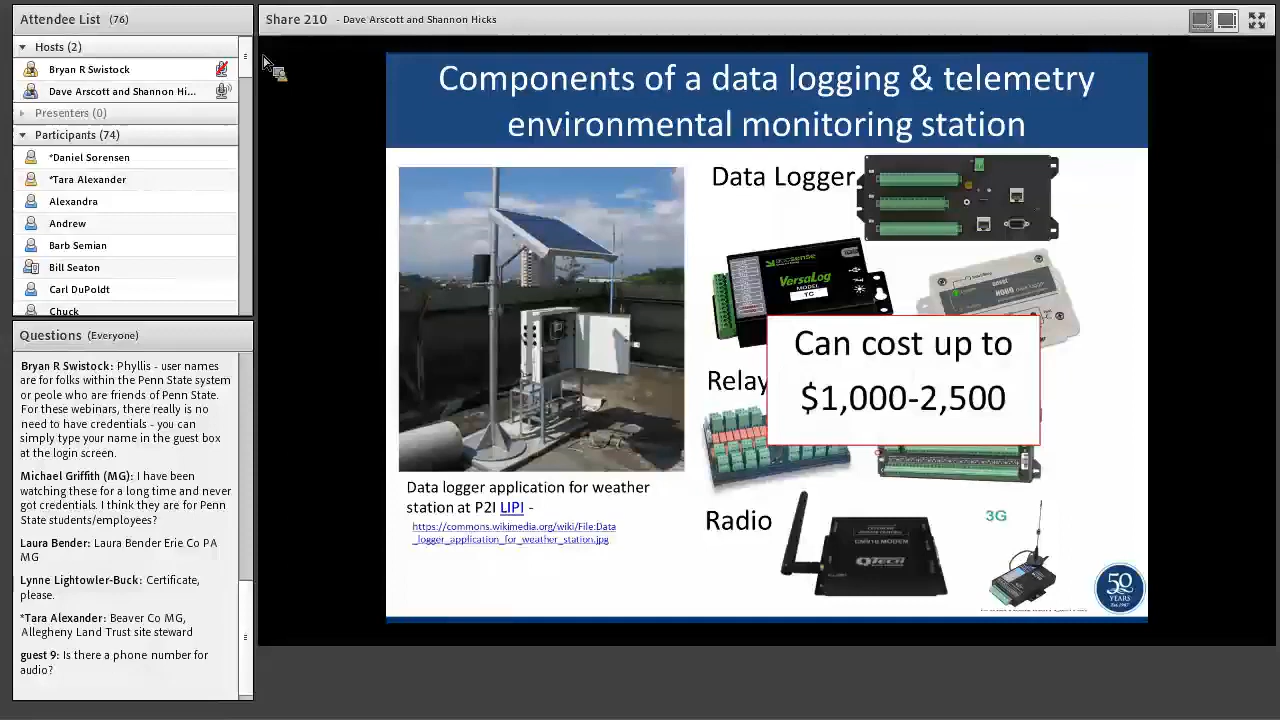 Attendee List (76)
Hosts (2)
Bryan R Swistock
Dave Arscott and Shannon Hi...
Presenters (0)
Participants (74)
*Daniel Sorensen
*Tara Alexander
Alexandra
Andrew
Barb Semian
Bill Seaton
Carl DuPoldt
Chuck
Questions (Everyone)
Bryan R Swistock: Phyllis - user names
are for folks within the Penn State system
or peole who are friends of Penn State.
For these webinars, there really is no
need to have credentials - you can
simply type your name in the guest box
at the login screen.
Michael Griffith (MG): I have been
watching these for a long time and never
got credentials. I think they are for Penn
State students/employees?
Laura Bender: Laura Bender, Lancaster PA
MG
Lynne Lightowler-Buck: Certificate,
please.
*Tara Alexander: Beaver Co MG,
Allegheny Land Trust site steward
guest 9: Is there a phone number for
audio?
Share 210 - Dave Arscott and Shannon Hicks
Components of a data logging & telemetry
environmental monitoring station
Data Logger
VersaLog
MODEL
TC
HOBO data logger
Can cost up to
$1,000-2,500
Relay
Data logger application for weather
station at P2I LIPI -
https://commons.wikimedia.org/wiki/File:Data
_logger_application_for_weather_station.jpg
Radio
QTECH
3G
50
YEARS
Est. 1967